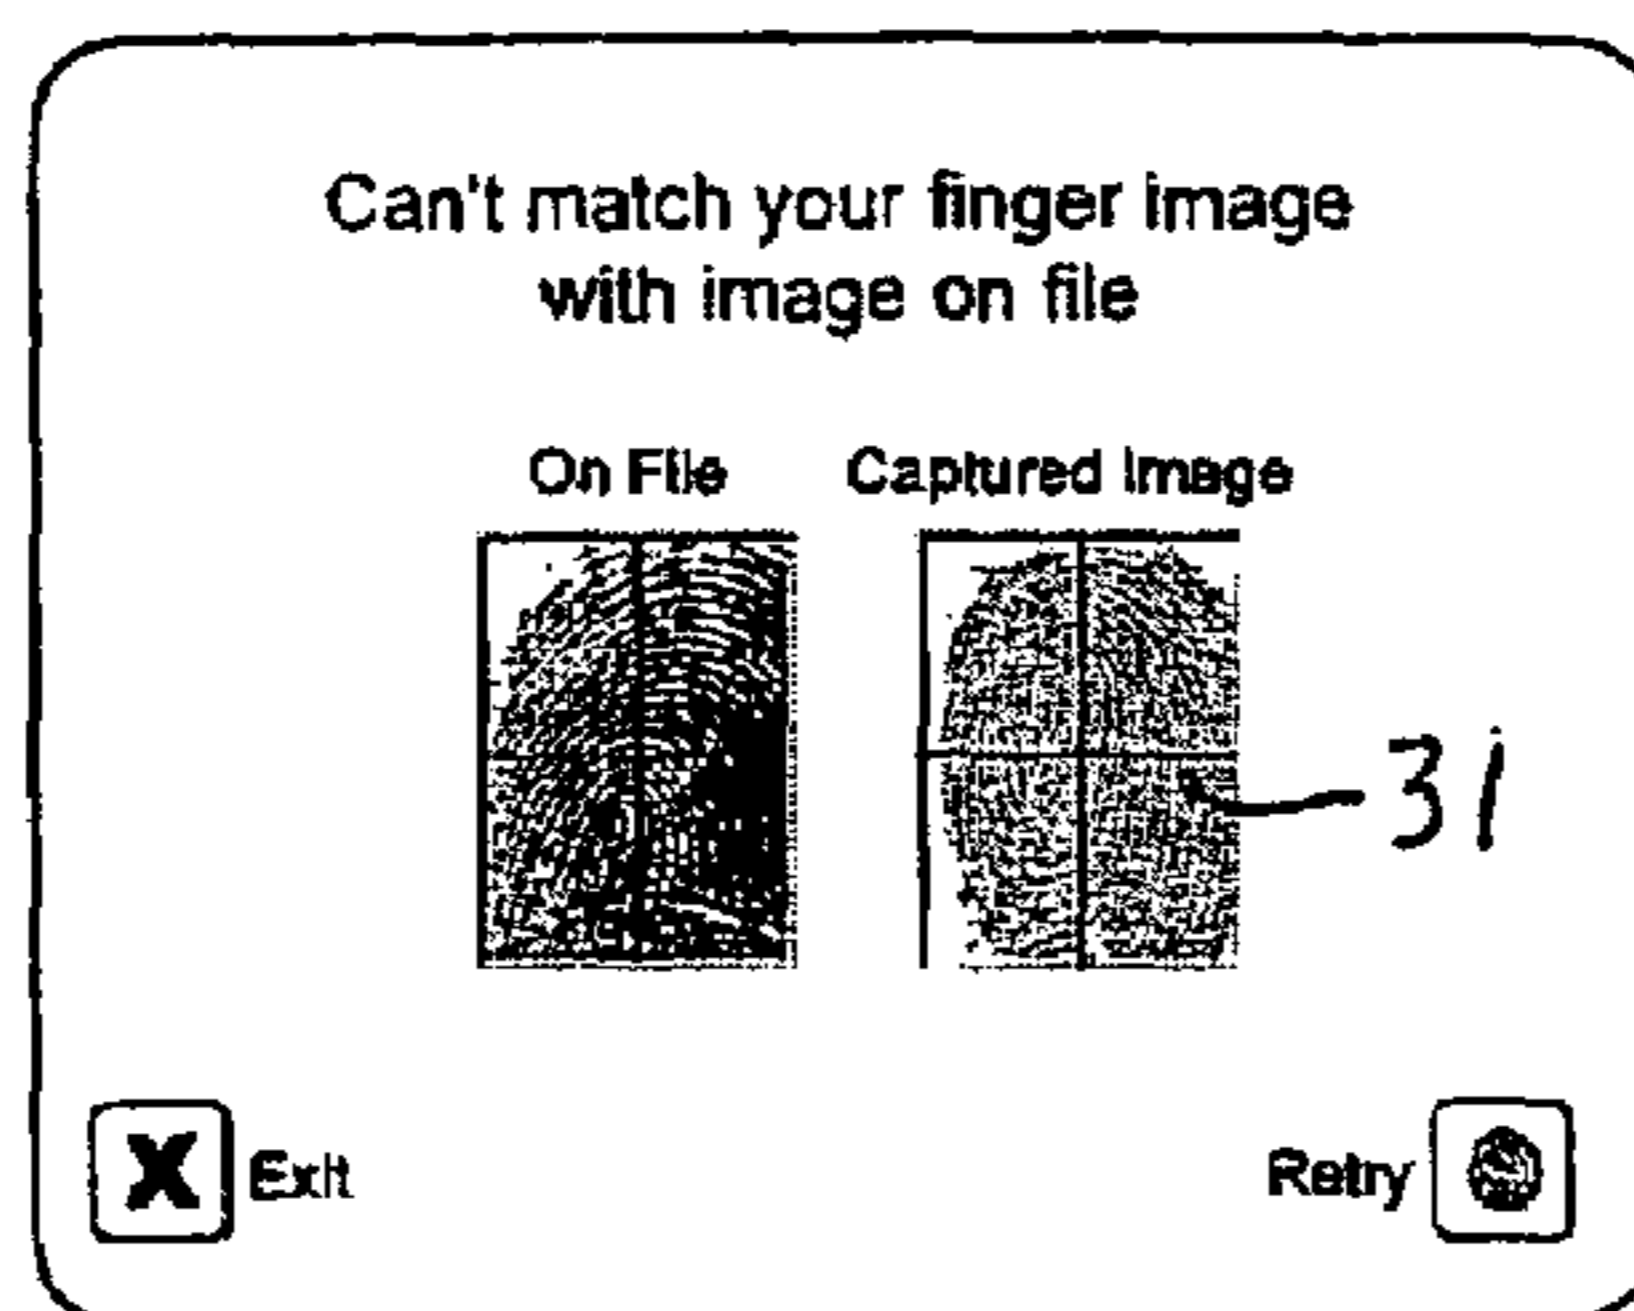 Can't match your finger image
with image on file
On File
Captured Image
31
X
Exit
Retry